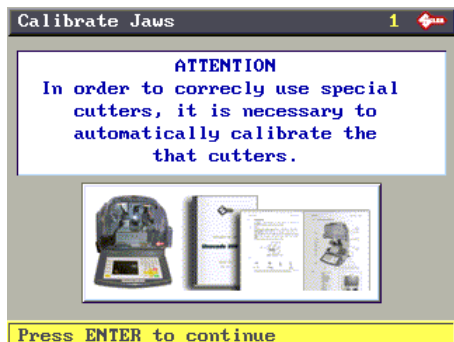 Calibrate Jaws 1 SILCA
ATTENTION
In order to correcly use special
cutters, it is necessary to
automatically calibrate the
that cutters.
Press ENTER to continue